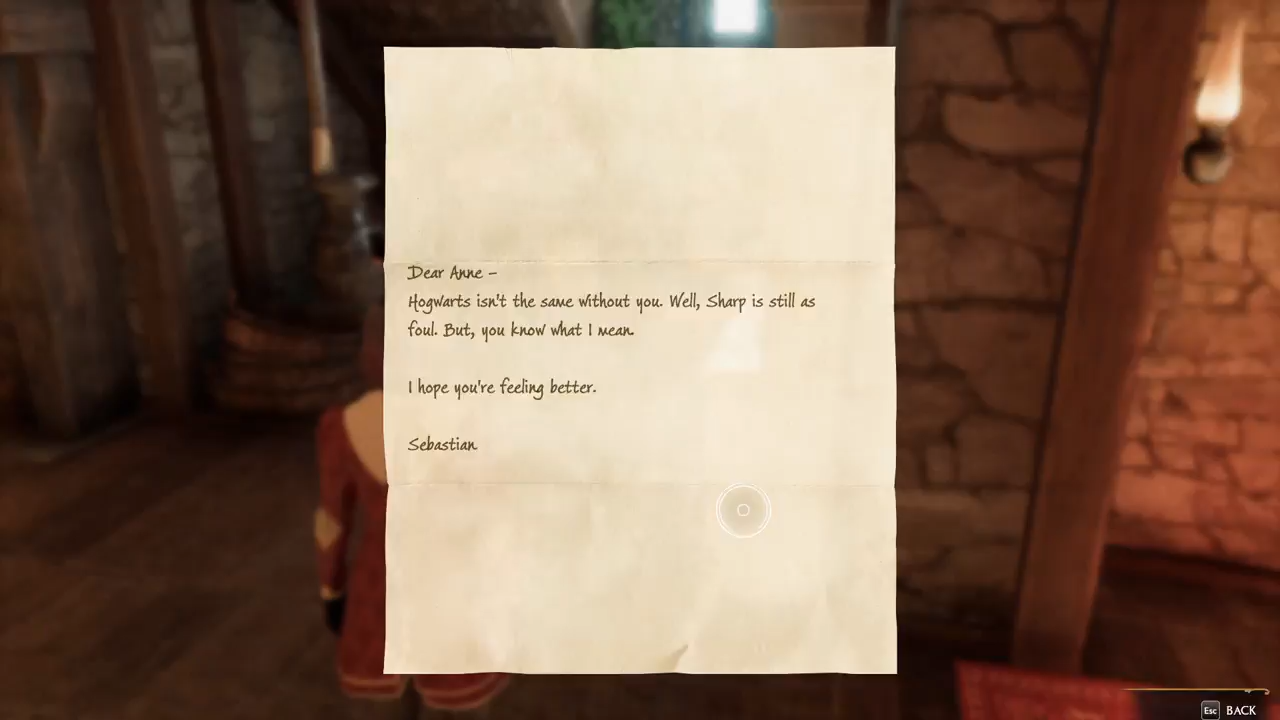 Dear Anne –
Hogwarts isn't the same without you. Well, Sharp is still as
foul. But, you know what I mean.
I hope you're feeling better.
Sebastian
Esc BACK